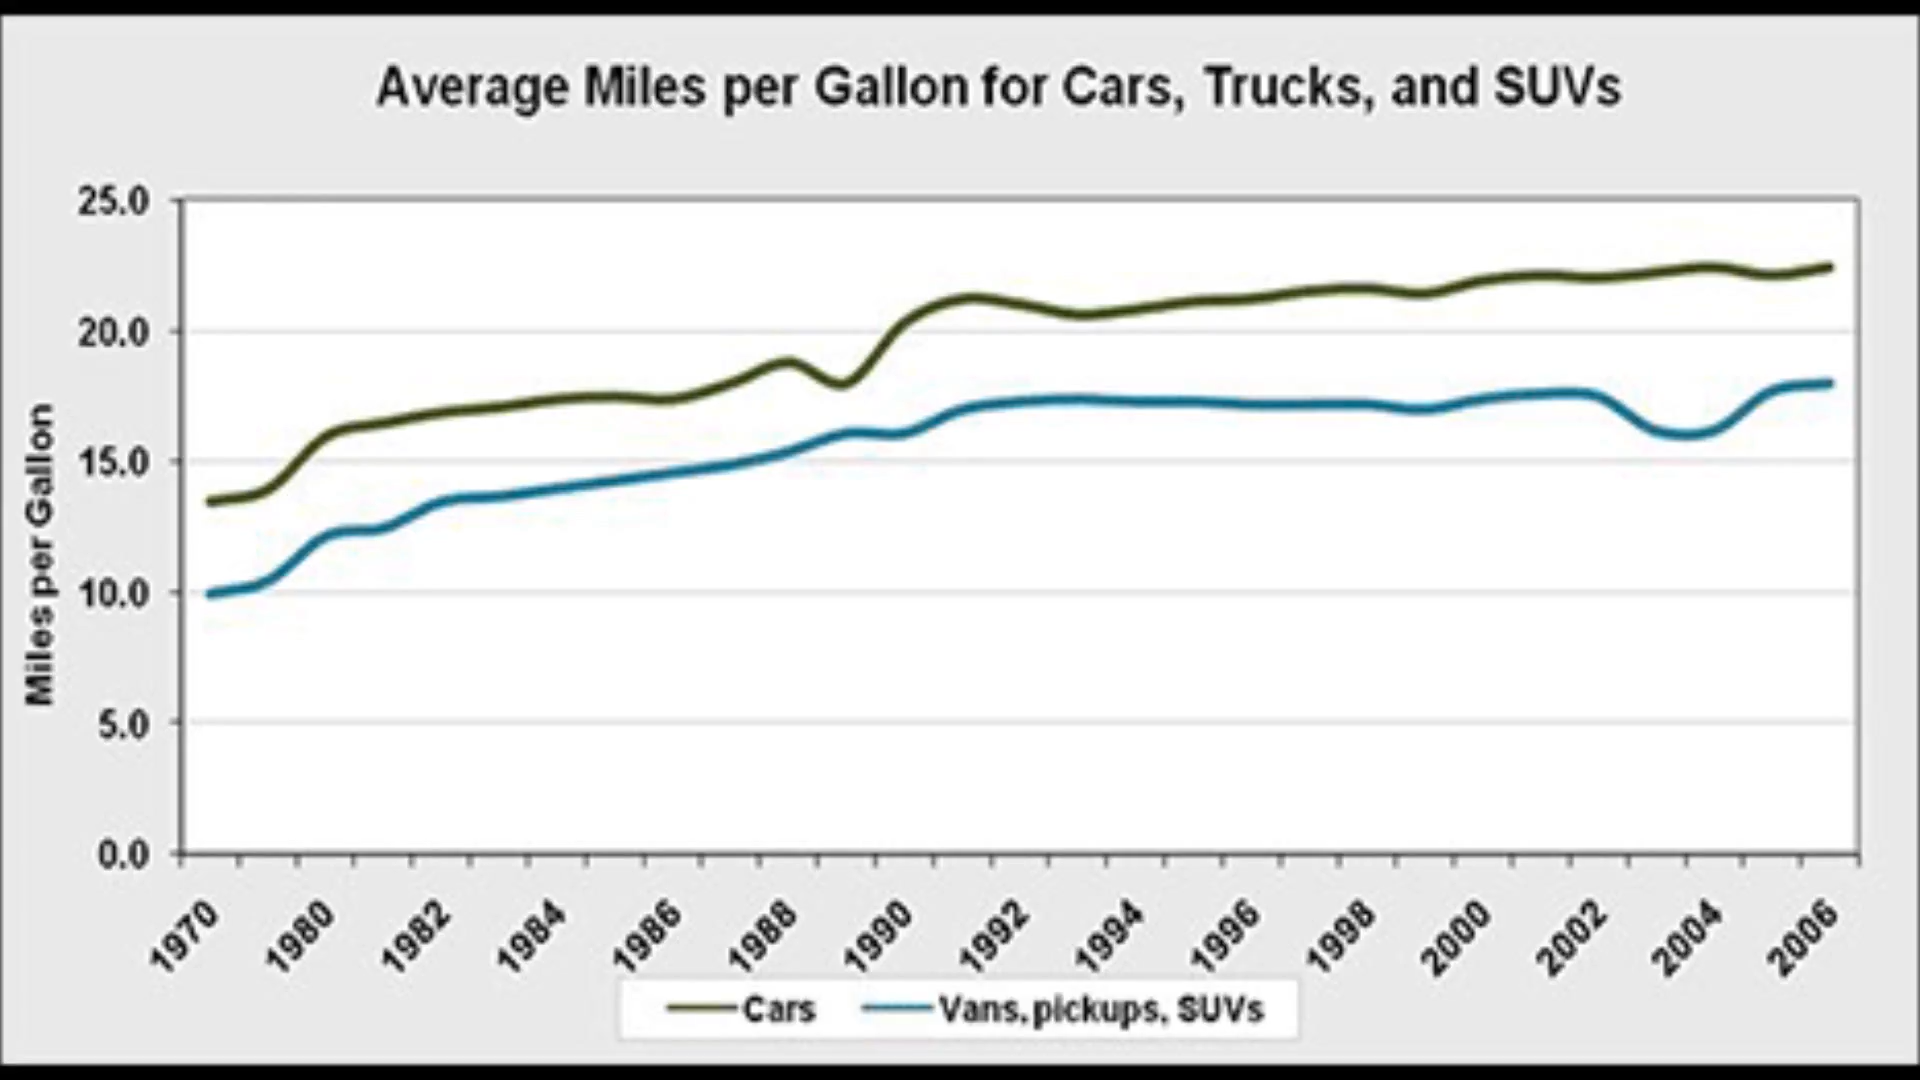 Average Miles per Gallon for Cars, Trucks, and SUVs
25.0
20.0
15.0
10.0
5.0
0.0
Miles per Gallon
1970 1980 1982 1984 1986 1988 1990 1992 1994 1996 1998 2000 2002 2004 2006
Cars Vans, pickups, SUVs